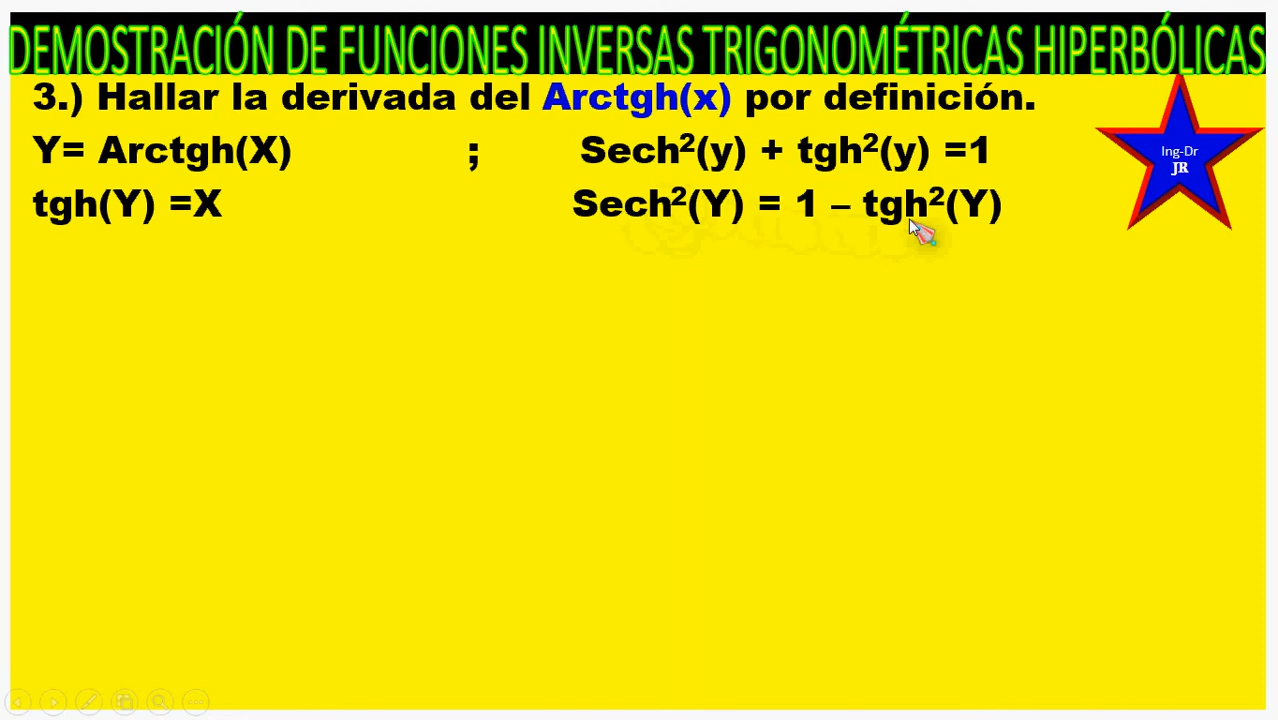 DEMOSTRACIÓN DE FUNCIONES INVERSAS TRIGONOMÉTRICAS HIPERBÓLICAS
3.) Hallar la derivada del Arctgh(x) por definición.
Y= Arctgh(X) ; Sech²(y) + tgh²(y) =1
tgh(Y) =X Sech²(Y) = 1 – tgh²(Y)
Ing-Dr
JR